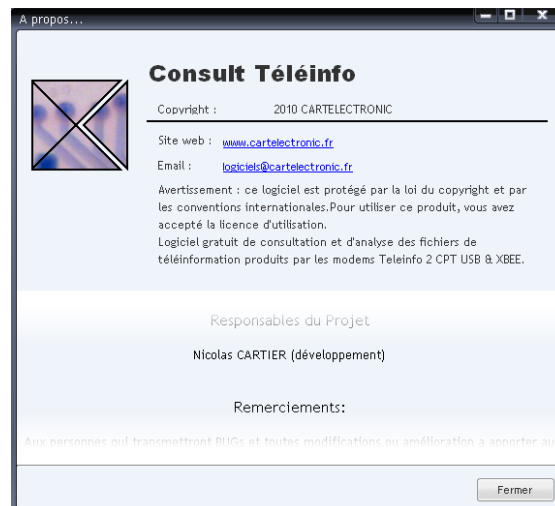 A propos...
Consult Téléinfo
Copyright : 2010 CARTELECTRONIC
Site web : www.cartelectronic.fr
Email : logiciels@cartelectronic.fr
Avertissement : ce logiciel est protégé par la loi du copyright et par
les conventions internationales.Pour utiliser ce produit, vous avez
accepté la licence d'utilisation.
Logiciel gratuit de consultation et d'analyse des fichiers de
téléinformation produits par les modems Teleinfo 2 CPT USB & XBEE.
Responsables du Projet
Nicolas CARTIER (développement)
Remerciements:
Aux personnes qui transmettront BUGs et toutes modifications ou amélioration a apporter au
Fermer